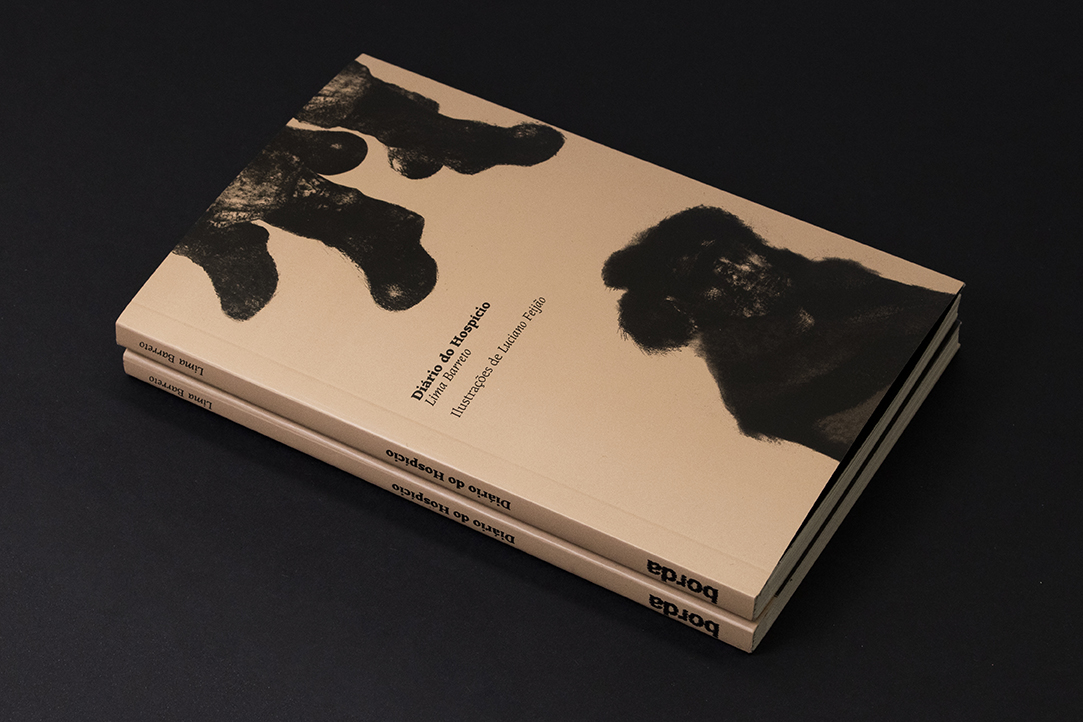 Diário do Hospício
Lima Barreto
Ilustrações de Luciano Feijão
Lima Barreto
Diário do Hospício
borda
Lima Barreto
Diário do Hospício
borda